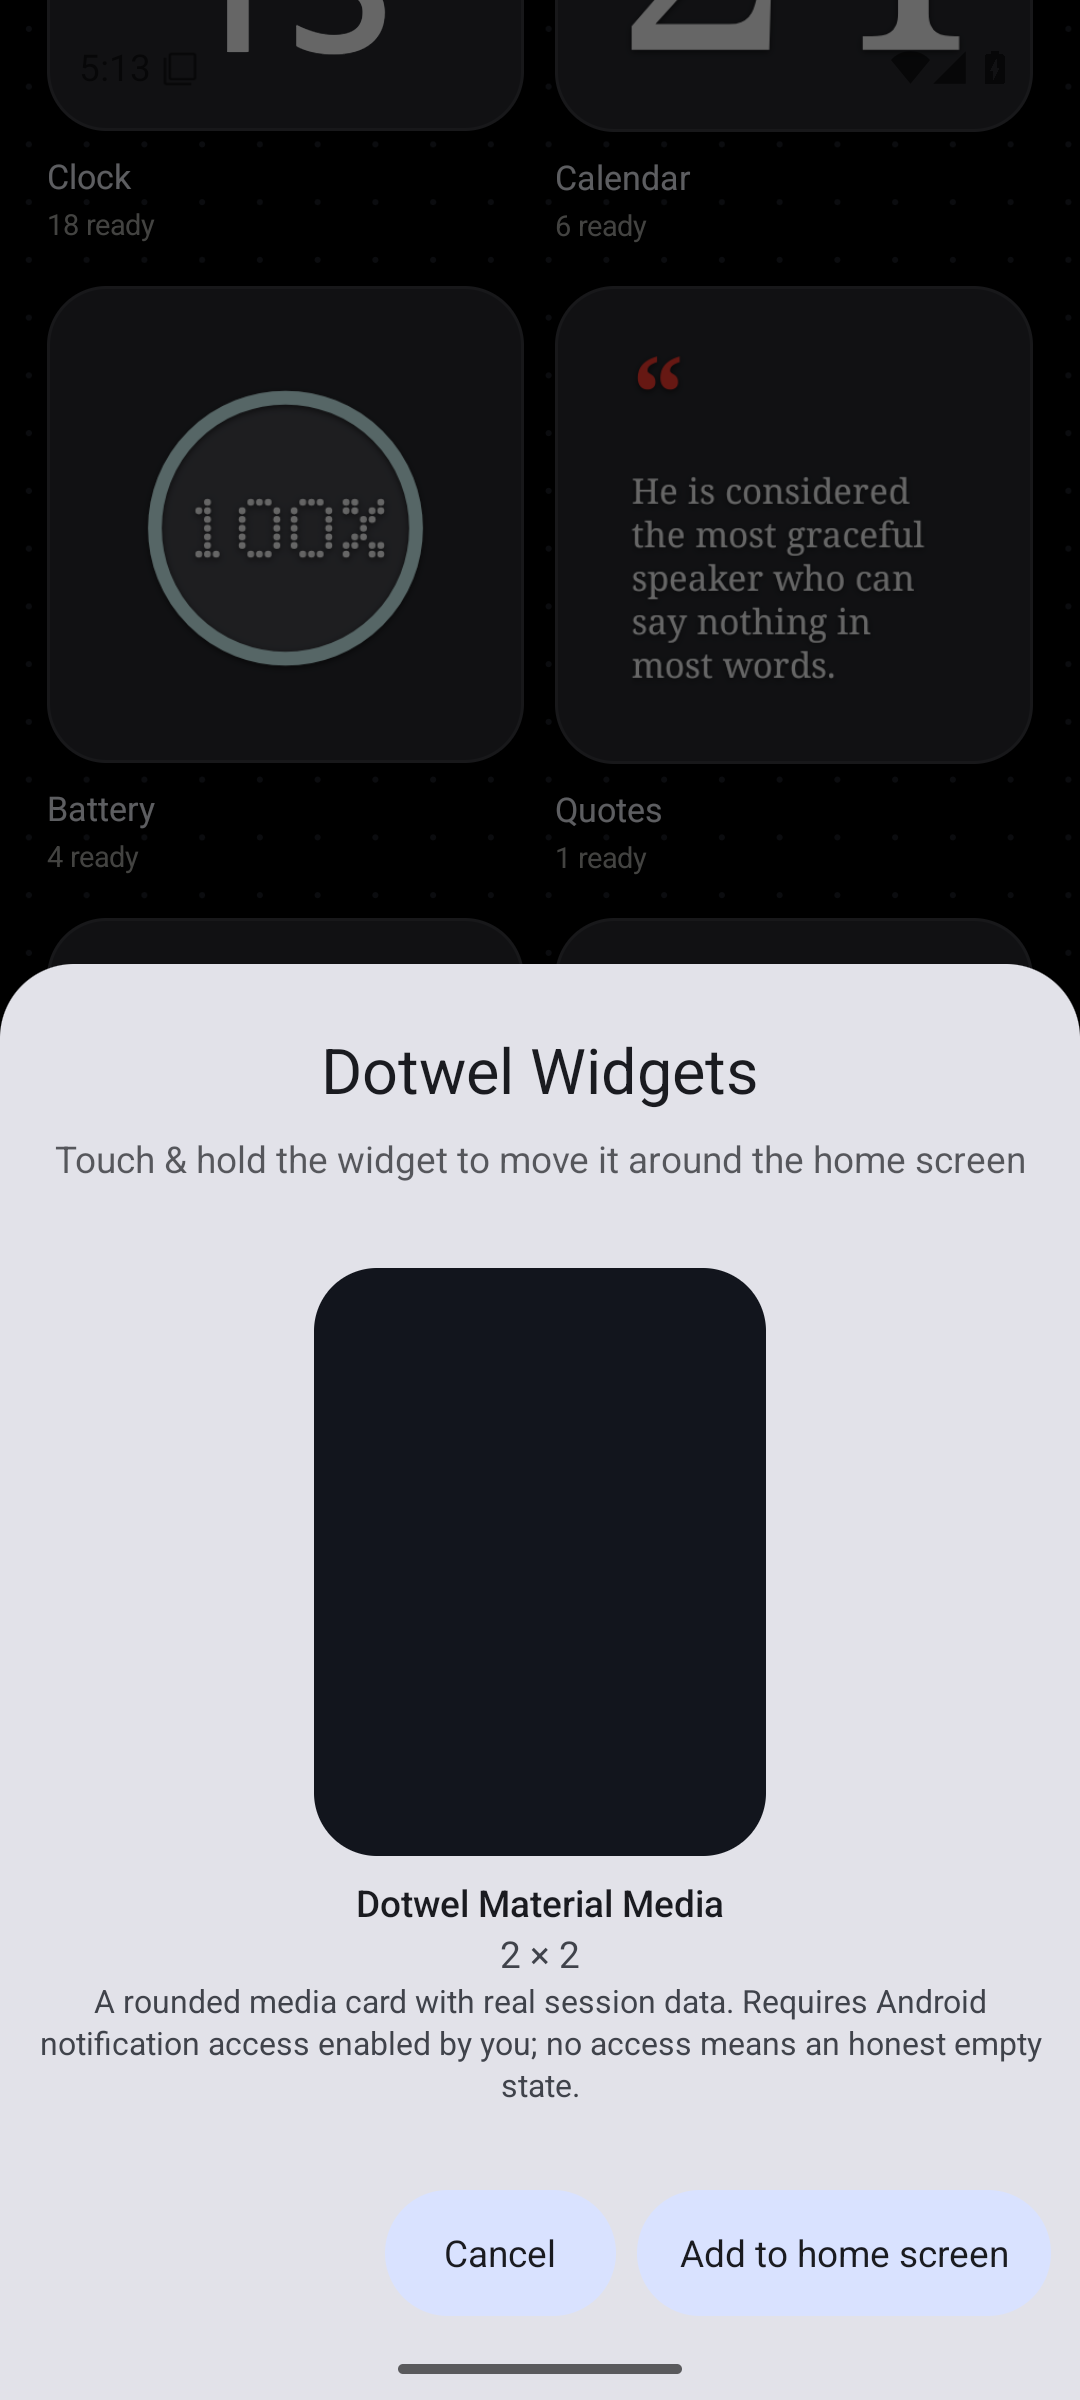 5:13
Clock
18 ready
Calendar
6 ready
100%
“
He is considered
the most graceful
speaker who can
say nothing in
most words.
Battery
4 ready
Quotes
1 ready
Dotwel Widgets
Touch & hold the widget to move it around the home screen
Dotwel Material Media
2 × 2
A rounded media card with real session data. Requires Android
notification access enabled by you; no access means an honest empty
state.
Cancel
Add to home screen